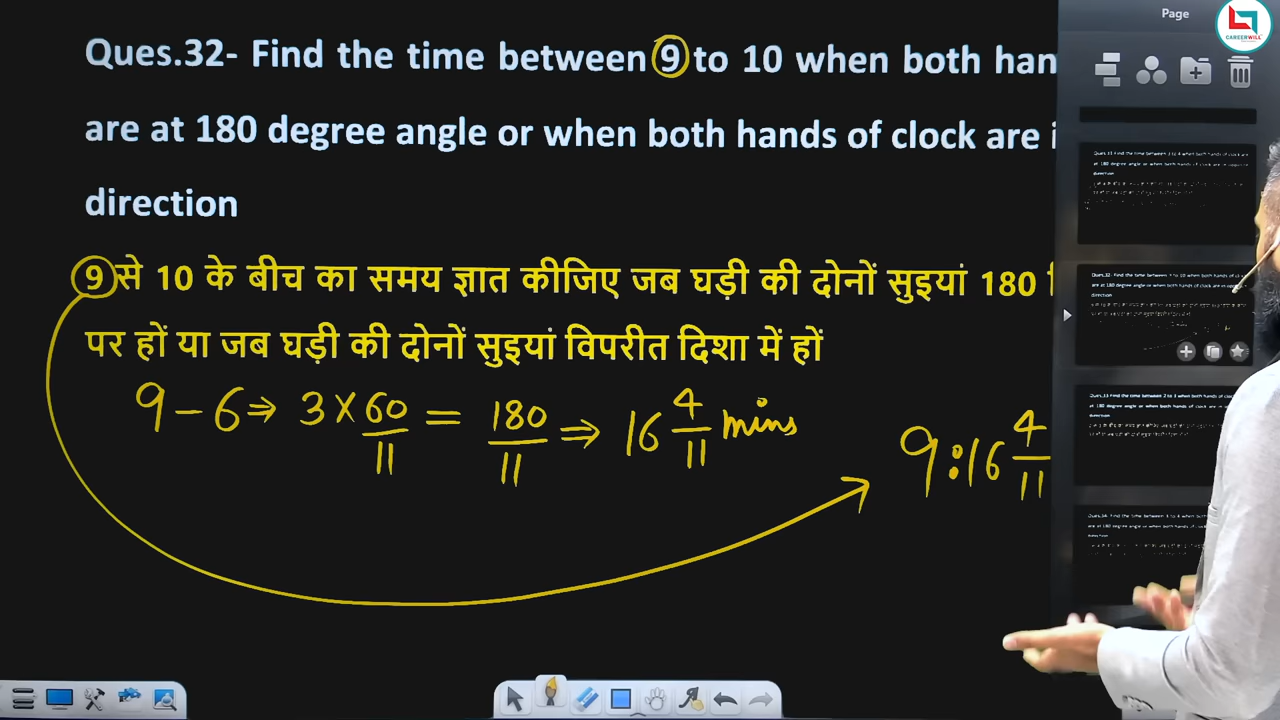 Page
CAREERWILL
Ques.32- Find the time between 9 to 10 when both han
are at 180 degree angle or when both hands of clock are i
direction
9 से 10 के बीच का समय ज्ञात कीजिए जब घड़ी की दोनों सुइयां 180
पर हों या जब घड़ी की दोनों सुइयां विपरीत दिशा में हों
9 - 6 ⇒ 3 × 60/11 = 180/11 ⇒ 16 4/11 mins
9:16 4/11